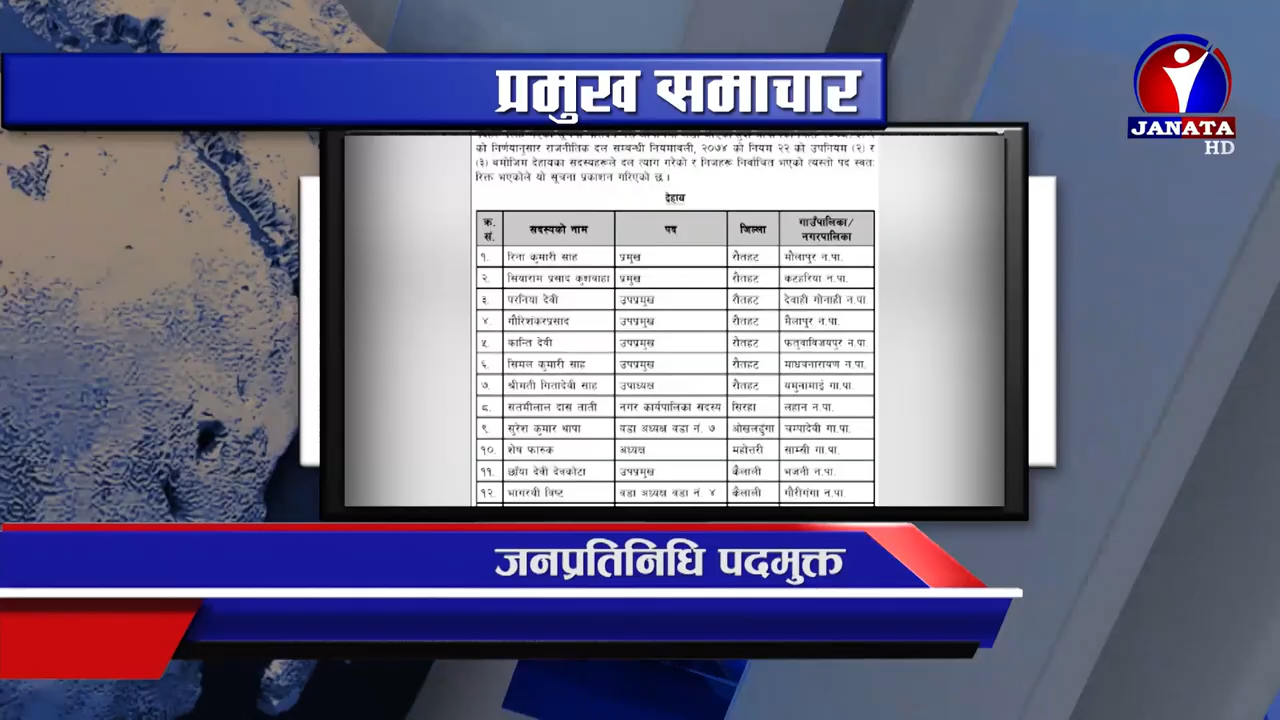 प्रमुख समाचार
JANATA
HD
को निर्णयानुसार राजनीतिक दल सम्बन्धी नियमावली, २०७४ को नियम २२ को उपनियम (२) र
(३) बमोजिम देहायका सदस्यहरूले दल त्याग गरेको र निजहरू निर्वाचित भएको त्यस्तो पद स्वतः
रिक्त भएकोले यो सूचना प्रकाशन गरिएको छ ।
देहाय
क्र. सं. सदस्यको नाम पद जिल्ला गाउँपालिका/ नगरपालिका
१. रिना कुमारी साह प्रमुख रौतहट मौलापुर न.पा.
२. सियाराम प्रसाद कुशवाहा प्रमुख रौतहट कटहरिया न.पा.
३. परनिया देवी उपप्रमुख रौतहट देवाही गोनाही न.पा.
४. गौरिशंकरप्रसाद उपप्रमुख रौतहट मैलापुर न.पा.
५. कान्ति देवी उपप्रमुख रौतहट फतुवाविजयपुर न.पा.
६. सिमल कुमारी साह उपप्रमुख रौतहट माधवनारायण न.पा.
७. श्रीमती गितादेवी साह उपाध्यक्ष रौतहट यमुनामाई गा.पा.
८. सतमीलाल दास ताती नगर कार्यपालिका सदस्य सिरहा लहान न.पा.
९. सुरेश कुमार थापा वडा अध्यक्ष वडा नं. ७ ओखलढुंगा चम्पादेवी गा.पा.
१०. शेष फारुक अध्यक्ष महोत्तरी साम्सी गा.पा.
११. छाँया देवी देवकोटा उपप्रमुख कैलाली भजनी न.पा.
१२. भागरथी विष्ट वडा अध्यक्ष वडा नं. ४ कैलाली गौरीगंगा न.पा.
जनप्रतिनिधि पदमुक्त